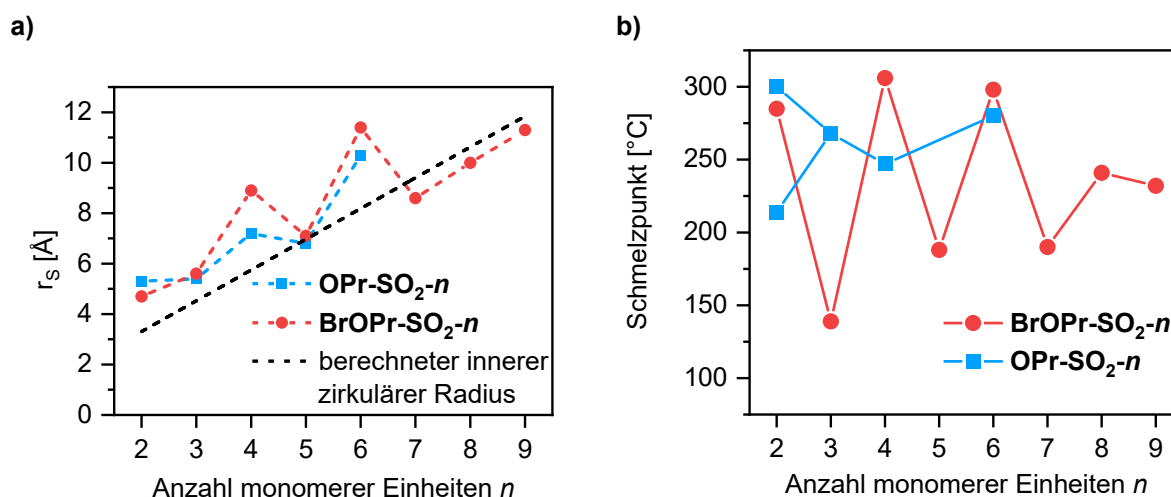 a)
r_S [Å]
12
10
8
6
4
2
0
OPr-SO₂-n
BrOPr-SO₂-n
berechneter innerer
zirkulärer Radius
2 3 4 5 6 7 8 9
Anzahl monomerer Einheiten n
b)
Schmelzpunkt [°C]
300
250
200
150
100
BrOPr-SO₂-n
OPr-SO₂-n
2 3 4 5 6 7 8 9
Anzahl monomerer Einheiten n